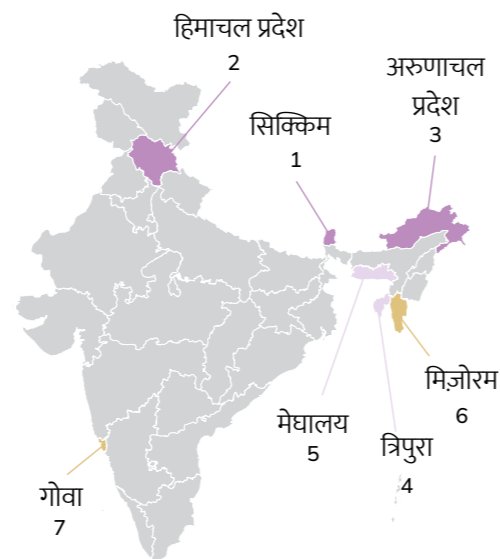 हिमाचल प्रदेश
2
अरुणाचल
प्रदेश
3
सिक्किम
1
मिज़ोरम
6
मेघालय
5
त्रिपुरा
4
गोवा
7